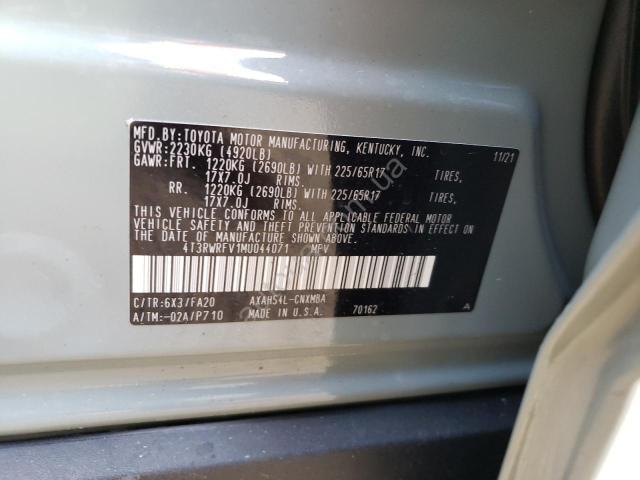 MFD.BY:TOYOTA MOTOR MANUFACTURING, KENTUCKY, INC.
GVWR:2230KG (4920LB) 11/21
GAWR:FRT. 1220KG (2690LB) WITH 225/65R17 TIRES,
17X7.0J RIMS.
RR. 1220KG (2690LB) WITH 225/65R17 TIRES,
17X7.0J RIMS.
THIS VEHICLE CONFORMS TO ALL APPLICABLE FEDERAL MOTOR
VEHICLE SAFETY AND THEFT PREVENTION STANDARDS IN EFFECT
ON THE DATE OF MANUFACTURE SHOWN ABOVE.
4T3RWRFV1MU044071 MPV
C/TR:6X3/FA20 AXAH54L-CNXMBA
A/TM:-02A/P710 MADE IN U.S.A. 70162 A